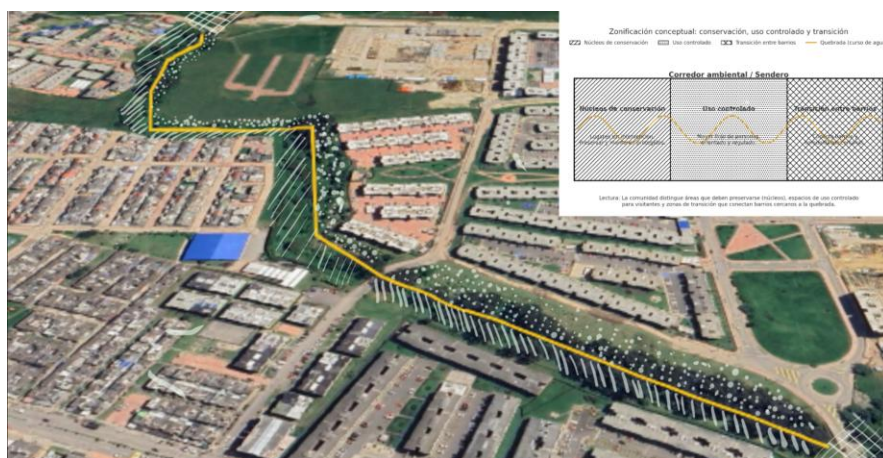 Zonificación conceptual: conservación, uso controlado y transición
Núcleos de conservación Uso controlado Transición entre barrios Quebrada (curso de agu
Corredor ambiental / Sendero
Núcleos de conservación Uso controlado Transición entre barrios
Lectura: La comunidad distingue áreas que deben preservarse (núcleo), espacios de uso controlado
para visitantes y zonas de transición que conectan barrios cercanos a la quebrada.